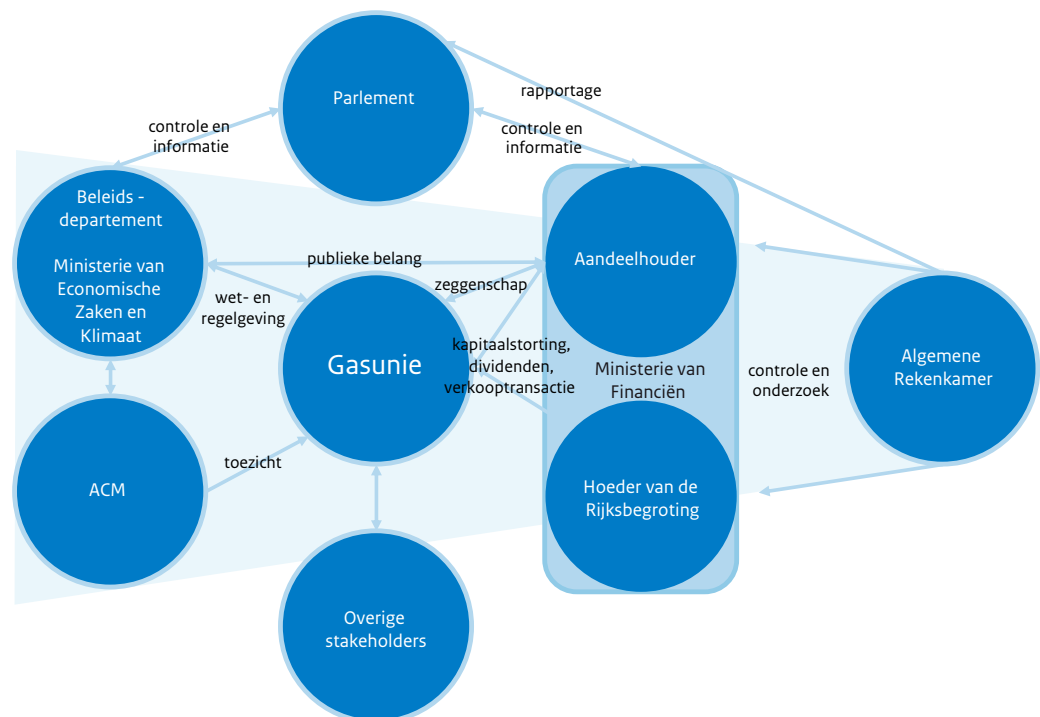 Parlement
rapportage
controle en
informatie
controle en
informatie
Beleids -
departement
Ministerie van
Economische
Zaken en
Klimaat
publieke belang
Aandeelhouder
zeggenschap
wet- en
regelgeving
Gasunie
kapitaalstorting,
dividenden,
verkooptransactie
Ministerie van
Financiën
controle en
onderzoek
Algemene
Rekenkamer
toezicht
ACM
Hoeder van de
Rijksbegroting
Overige
stakeholders